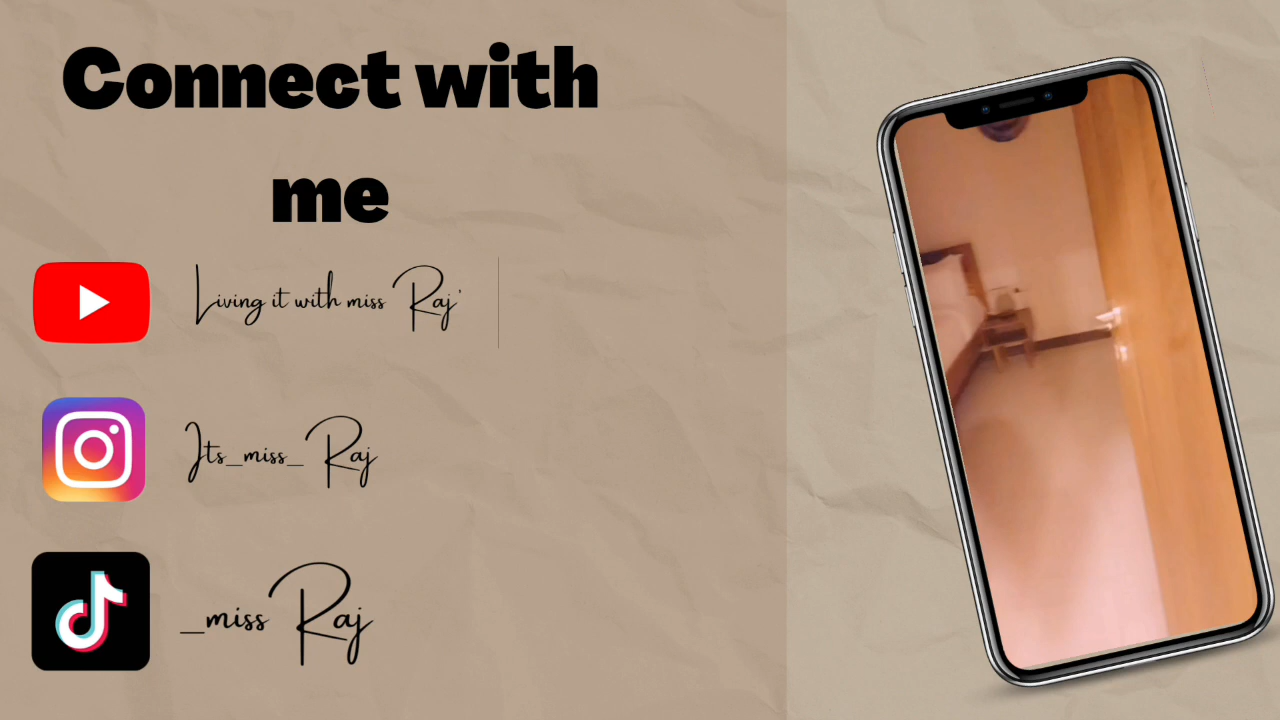 Connect with
me
Living it with miss Raj'
Its_miss_Raj
_miss Raj